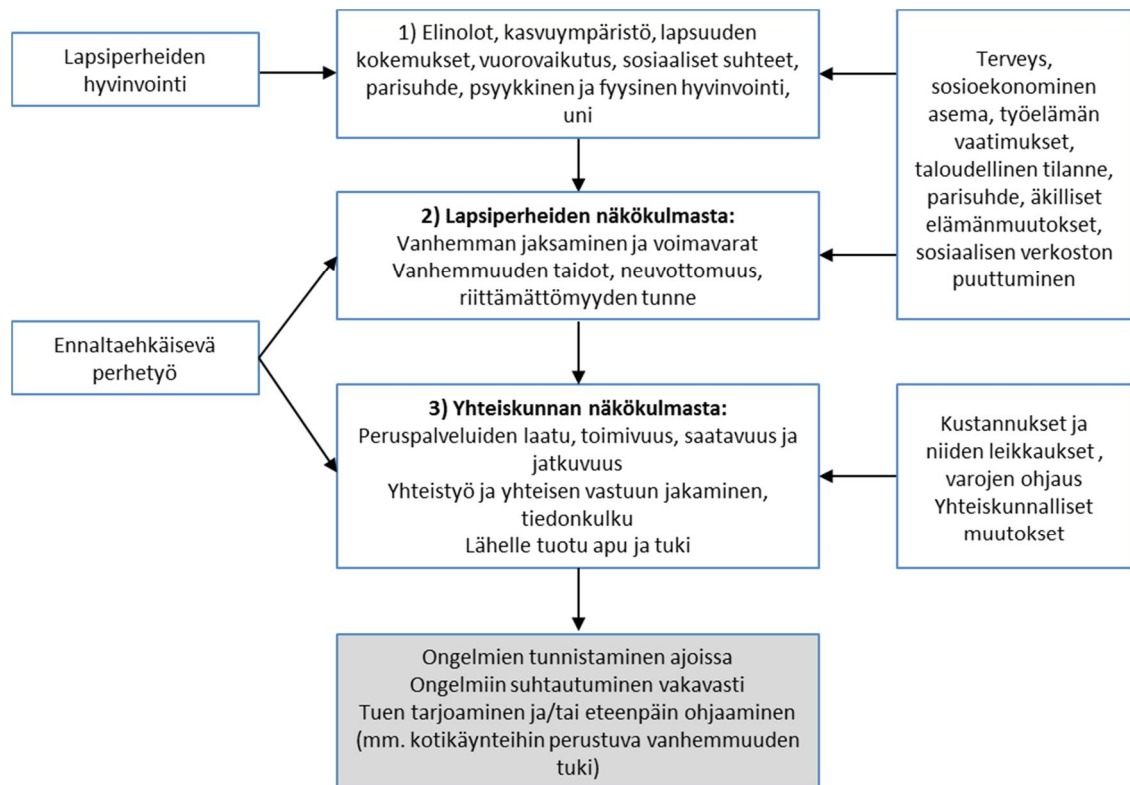 Lapsiperheiden
hyvinvointi
1) Elinolot, kasvuympäristö, lapsuuden
kokemukset, vuorovaikutus, sosiaaliset suhteet,
parisuhde, psyykkinen ja fyysinen hyvinvointi,
uni
Terveys,
sosioekonominen
asema, työelämän
vaatimukset,
taloudellinen tilanne,
parisuhde, äkilliset
elämänmuutokset,
sosiaalisen verkoston
puuttuminen
2) Lapsiperheiden näkökulmasta:
Vanhemman jaksaminen ja voimavarat
Vanhemmuuden taidot, neuvottomuus,
riittämättömyyden tunne
Ennaltaehkäisevä
perhetyö
3) Yhteiskunnan näkökulmasta:
Peruspalveluiden laatu, toimivuus, saatavuus ja
jatkuvuus
Yhteistyö ja yhteisen vastuun jakaminen,
tiedonkulku
Lähelle tuotu apu ja tuki
Kustannukset ja
niiden leikkaukset ,
varojen ohjaus
Yhteiskunnalliset
muutokset
Ongelmien tunnistaminen ajoissa
Ongelmiin suhtautuminen vakavasti
Tuen tarjoaminen ja/tai eteenpäin ohjaaminen
(mm. kotikäynteihin perustuva vanhemmuuden
tuki)